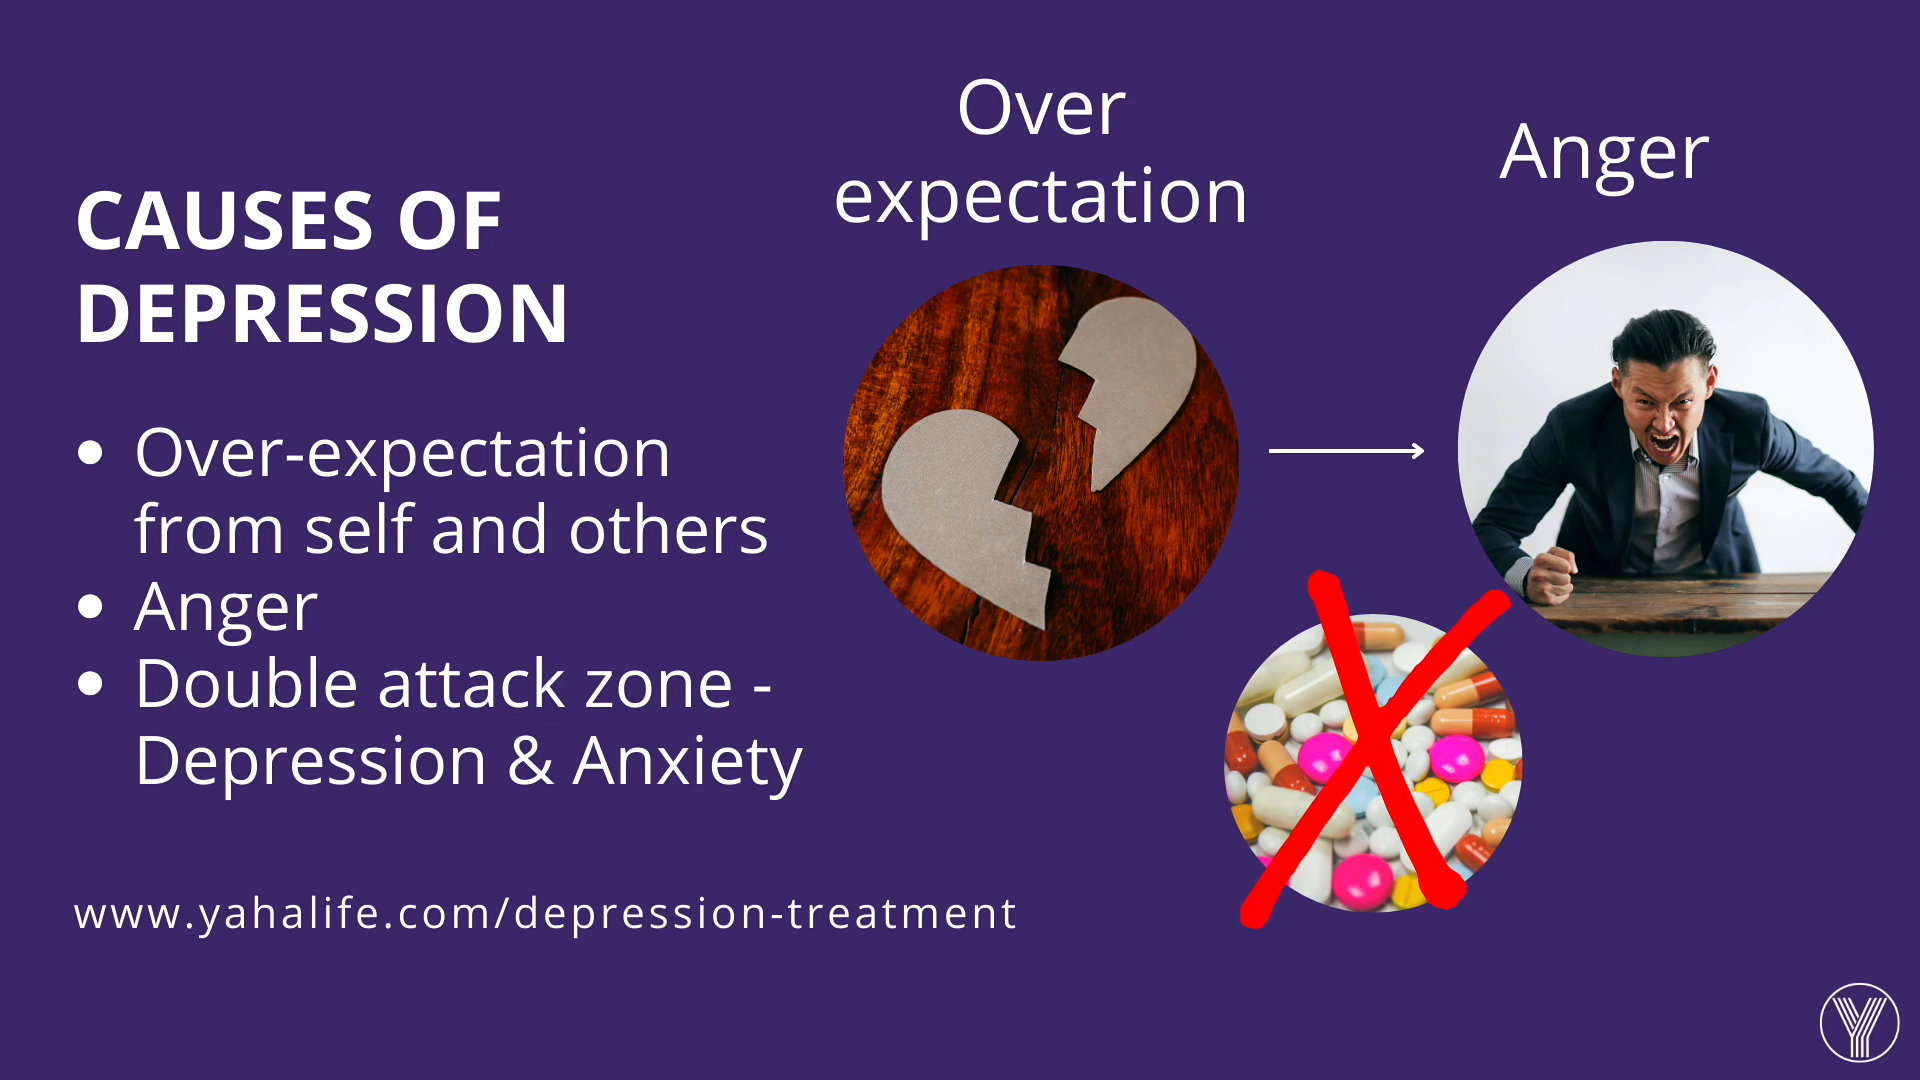 CAUSES OF
DEPRESSION
• Over-expectation
from self and others
• Anger
• Double attack zone -
Depression & Anxiety
www.yahalife.com/depression-treatment
Over
expectation
Anger
Y